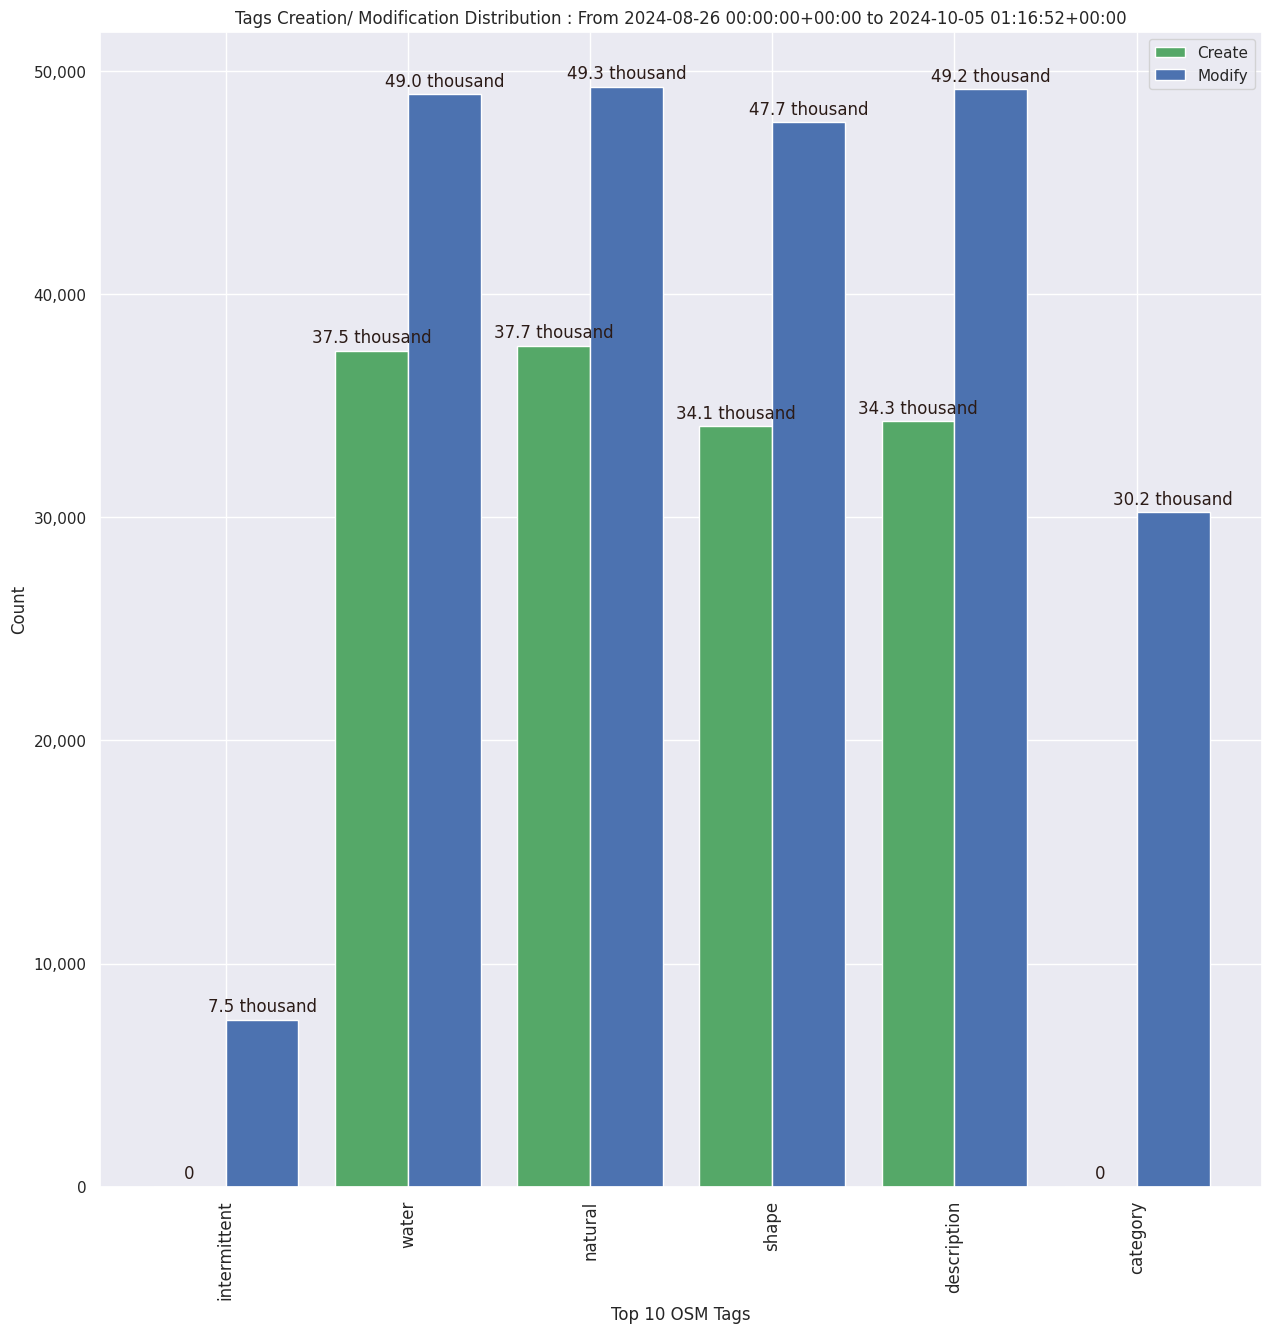 Tags Creation/ Modification Distribution : From 2024-08-26 00:00:00+00:00 to 2024-10-05 01:16:52+00:00
Create
Modify
50,000
40,000
30,000
20,000
10,000
0
Count
0
7.5 thousand
37.5 thousand
49.0 thousand
37.7 thousand
49.3 thousand
34.1 thousand
47.7 thousand
34.3 thousand
49.2 thousand
0
30.2 thousand
intermittent
water
natural
shape
description
category
Top 10 OSM Tags